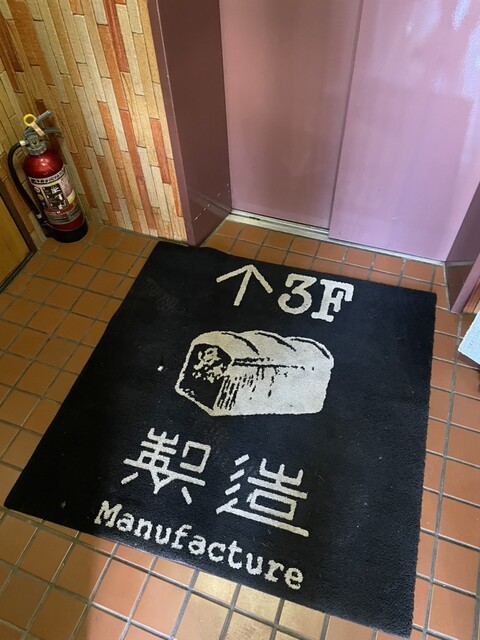 ↑3F
製造
Manufacture